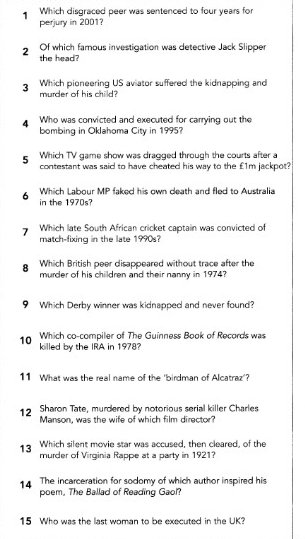 1 Which disgraced peer was sentenced to four years for
perjury in 2001?
2 Of which famous investigation was detective Jack Slipper
the head?
3 Which pioneering US aviator suffered the kidnapping and
murder of his child?
4 Who was convicted and executed for carrying out the
bombing in Oklahoma City in 1995?
5 Which TV game show was dragged through the courts after a
contestant was said to have cheated his way to the £1m jackpot?
6 Which Labour MP faked his own death and fled to Australia
in the 1970s?
7 Which late South African cricket captain was convicted of
match-fixing in the late 1990s?
8 Which British peer disappeared without trace after the
murder of his children and their nanny in 1974?
9 Which Derby winner was kidnapped and never found?
10 Which co-compiler of The Guinness Book of Records was
killed by the IRA in 1978?
11 What was the real name of the 'birdman of Alcatraz'?
12 Sharon Tate, murdered by notorious serial killer Charles
Manson, was the wife of which film director?
13 Which silent movie star was accused, then cleared, of the
murder of Virginia Rappe at a party in 1921?
14 The incarceration for sodomy of which author inspired his
poem, The Ballad of Reading Gaol?
15 Who was the last woman to be executed in the UK?